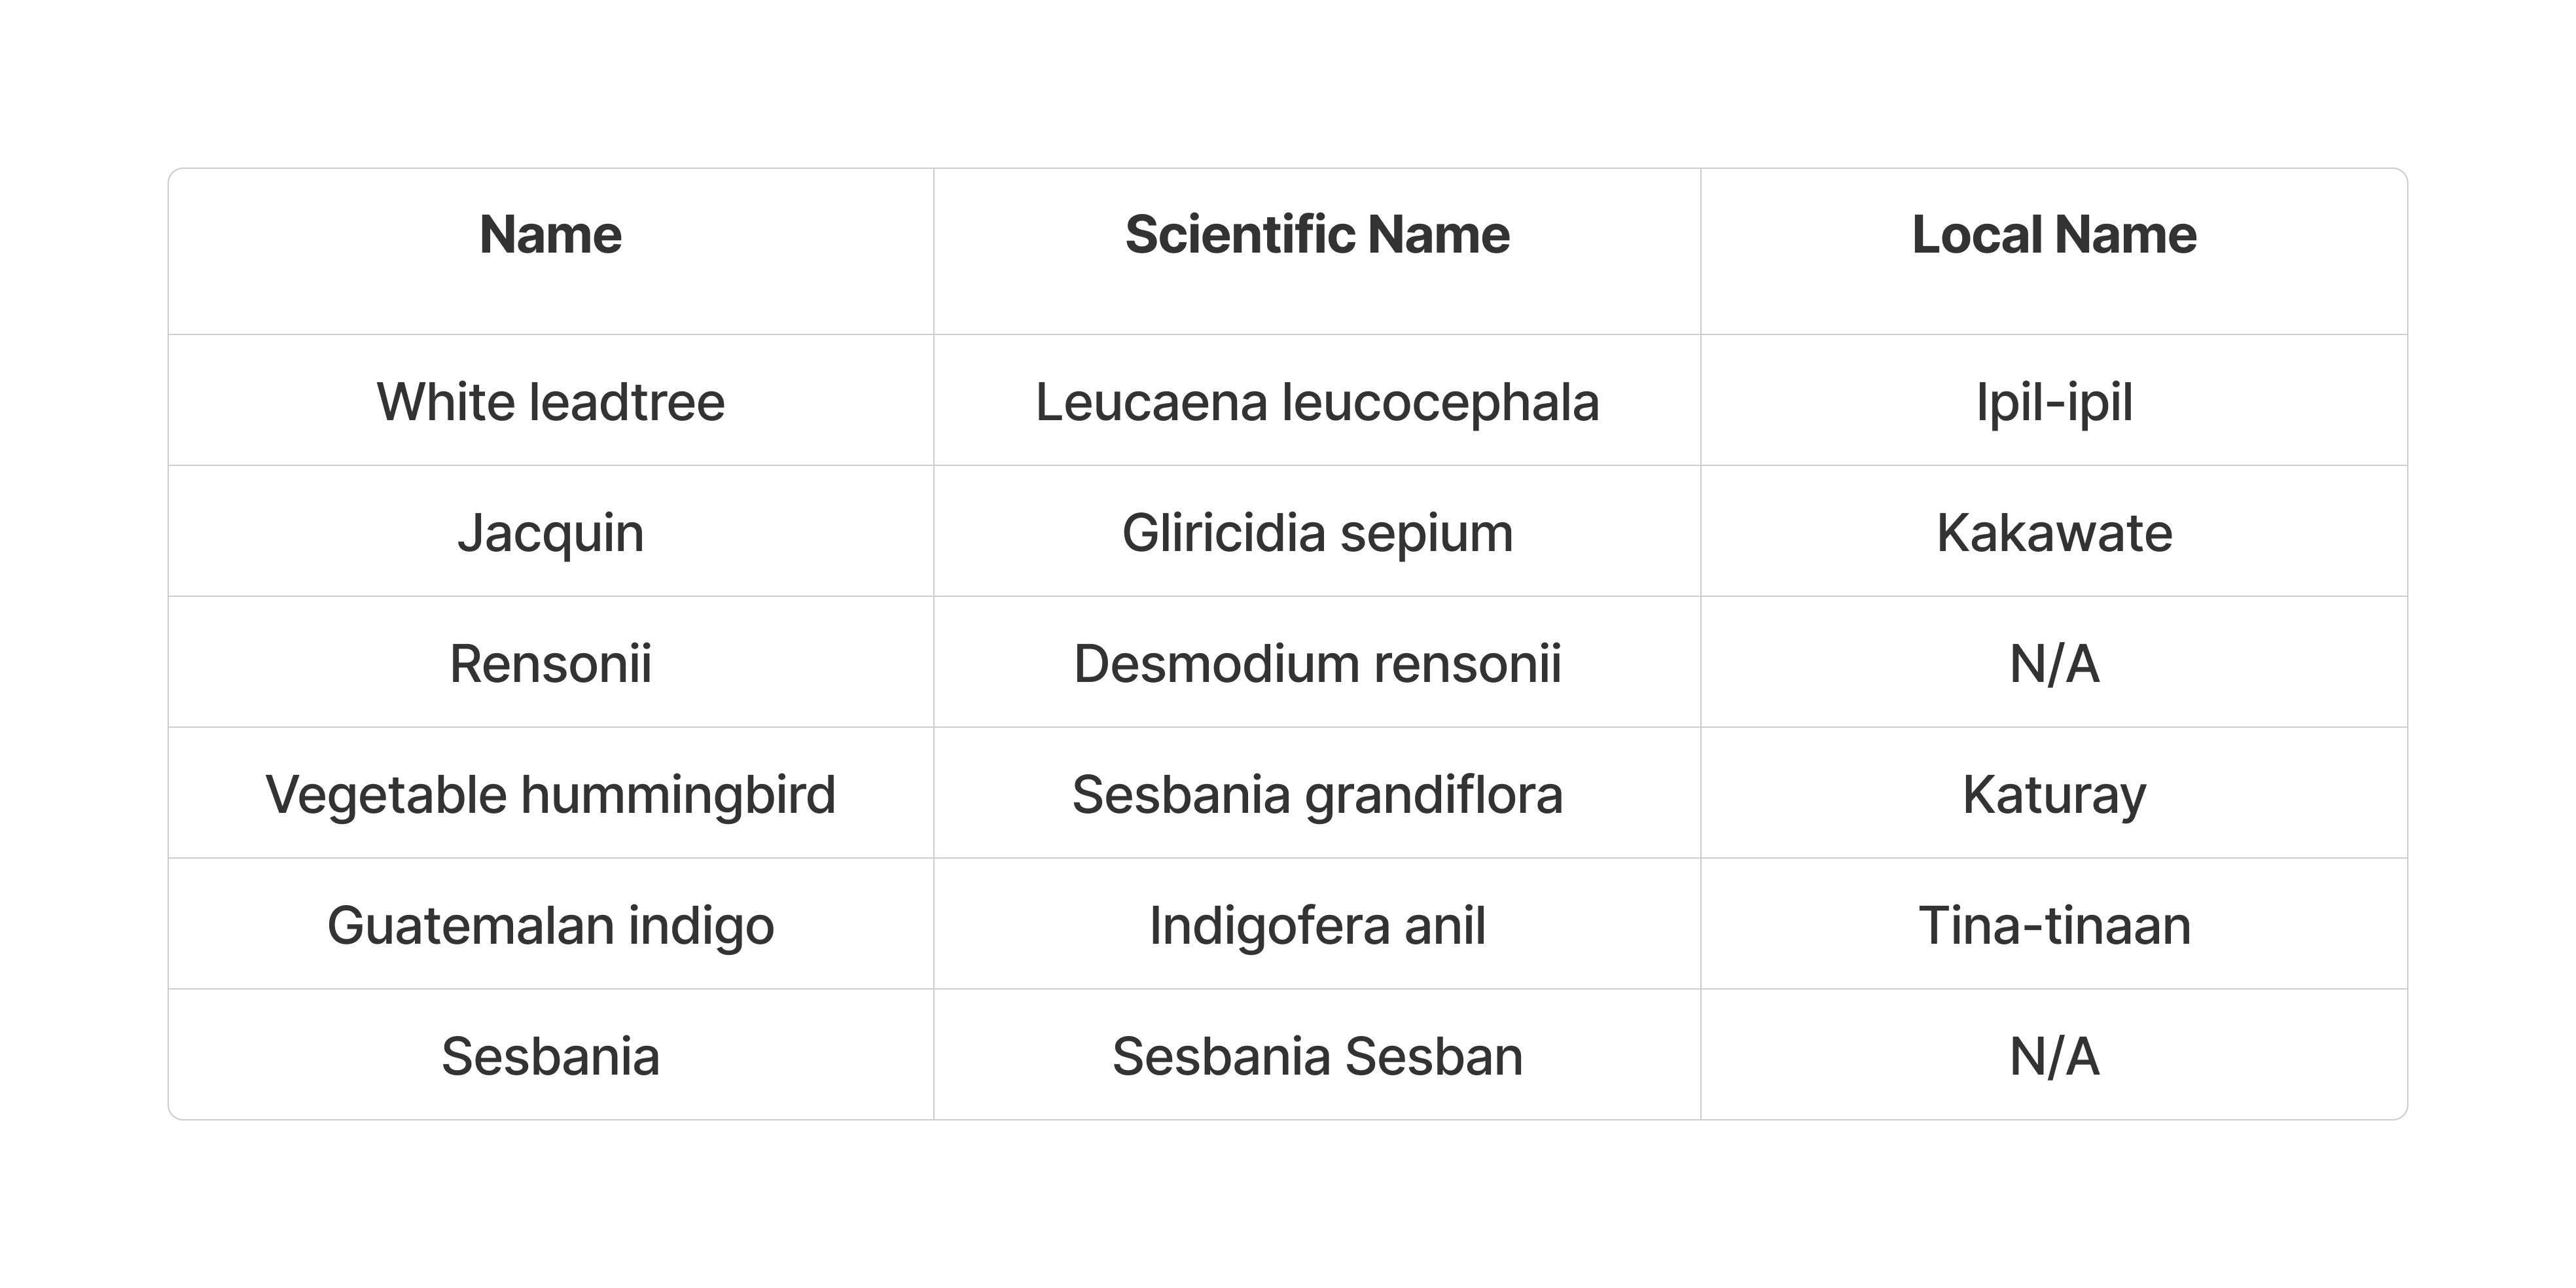 Name Scientific Name Local Name
White leadtree Leucaena leucocephala Ipil-ipil
Jacquin Gliricidia sepium Kakawate
Rensonii Desmodium rensonii N/A
Vegetable hummingbird Sesbania grandiflora Katuray
Guatemalan indigo Indigofera anil Tina-tinaan
Sesbania Sesbania Sesban N/A